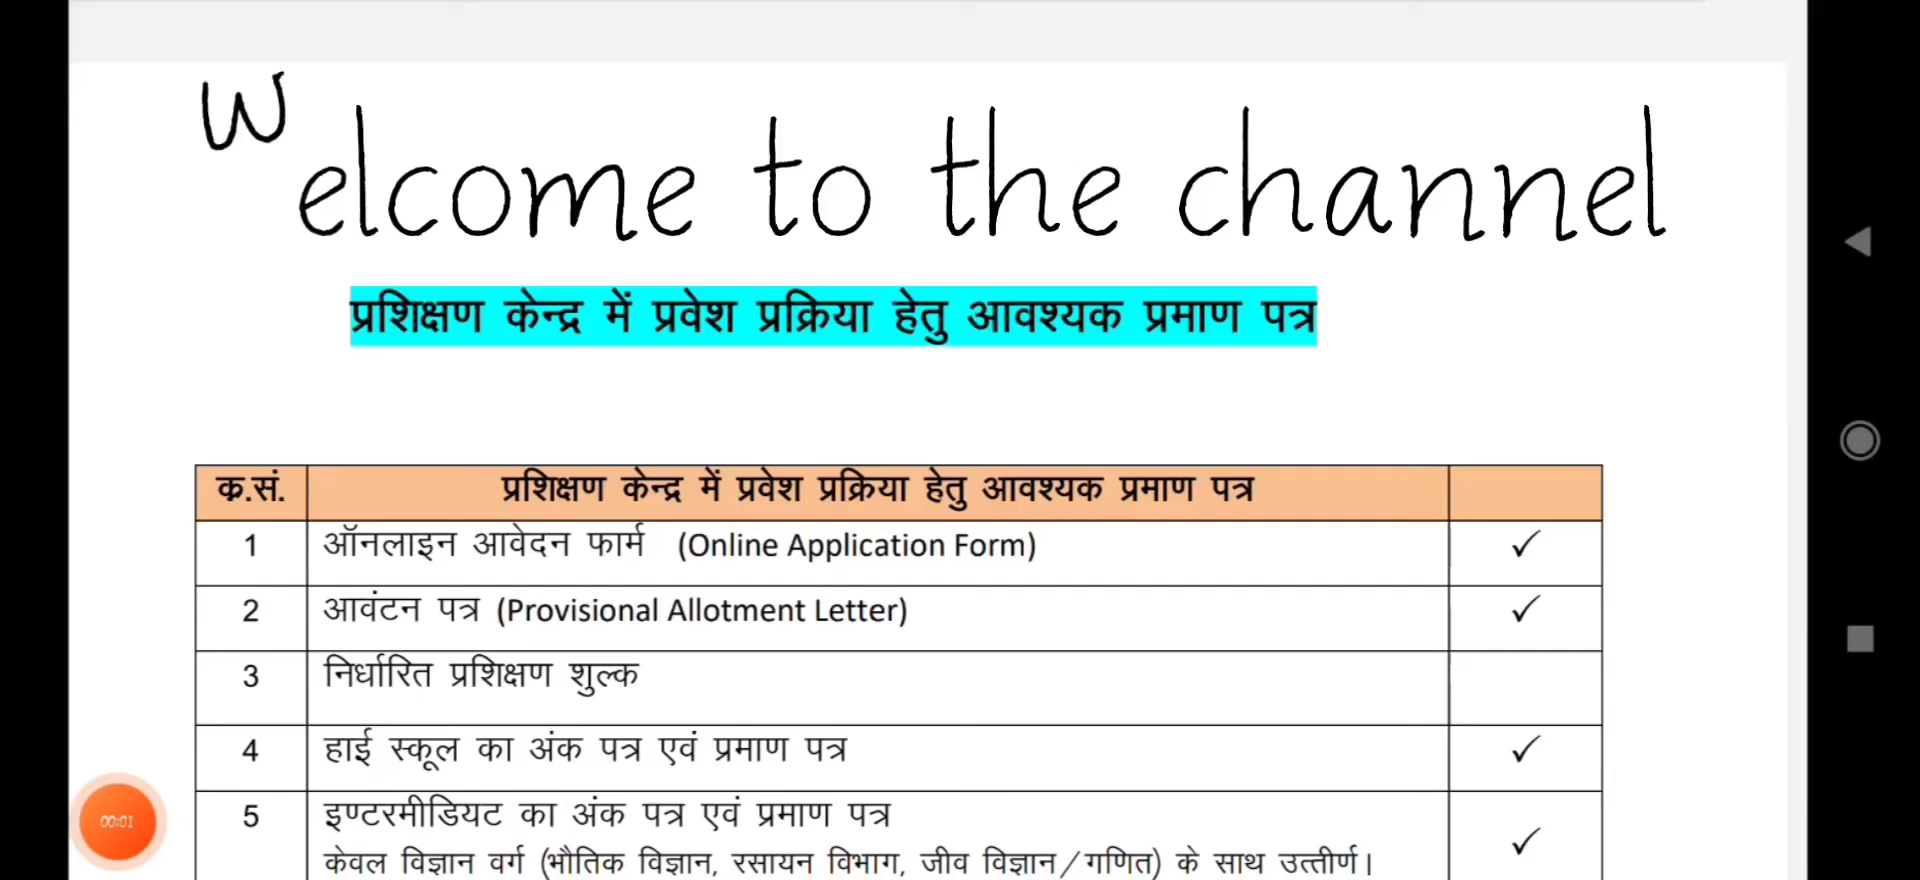 Welcome to the channel
प्रशिक्षण केन्द्र में प्रवेश प्रक्रिया हेतु आवश्यक प्रमाण पत्र
क्र.सं. प्रशिक्षण केन्द्र में प्रवेश प्रक्रिया हेतु आवश्यक प्रमाण पत्र
1 ऑनलाइन आवेदन फार्म (Online Application Form) ✓
2 आवंटन पत्र (Provisional Allotment Letter) ✓
3 निर्धारित प्रशिक्षण शुल्क
4 हाई स्कूल का अंक पत्र एवं प्रमाण पत्र ✓
5 इण्टरमीडियट का अंक पत्र एवं प्रमाण पत्र ✓
केवल विज्ञान वर्ग (भौतिक विज्ञान, रसायन विभाग, जीव विज्ञान/गणित) के साथ उत्तीर्ण।
00:01